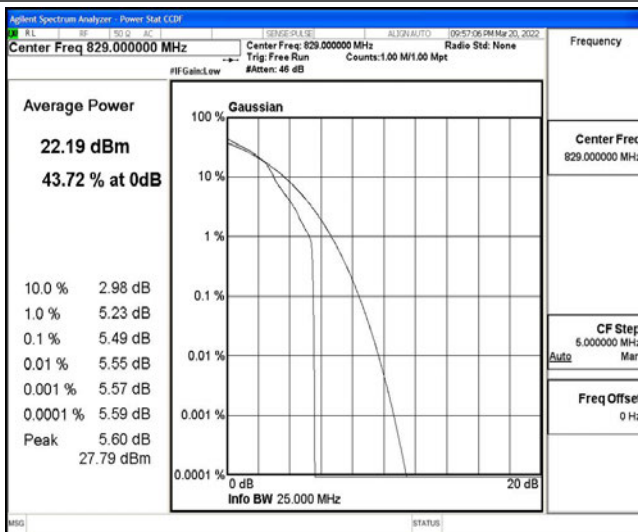 Agilent Spectrum Analyzer - Power Stat CCDF
RL RF 50 Ω AC SENSE:PULSE ALIGN AUTO 09:57:06 PM Mar 20, 2022
Center Freq 829.000000 MHz
Center Freq: 829.000000 MHz Radio Std: None
Trig: Free Run Counts:1.00 M/1.00 Mpt
#IFGain:Low #Atten: 46 dB
Frequency
Average Power
22.19 dBm
43.72 % at 0dB
10.0 % 2.98 dB
1.0 % 5.23 dB
0.1 % 5.49 dB
0.01 % 5.55 dB
0.001 % 5.57 dB
0.0001 % 5.59 dB
Peak 5.60 dB
27.79 dBm
Gaussian
100 %
10 %
1 %
0.1 %
0.01 %
0.001 %
0.0001 %
0 dB 20 dB
Info BW 25.000 MHz
Center Freq
829.000000 MHz
CF Step
5.000000 MHz
Auto Man
Freq Offset
0 Hz
MSG STATUS